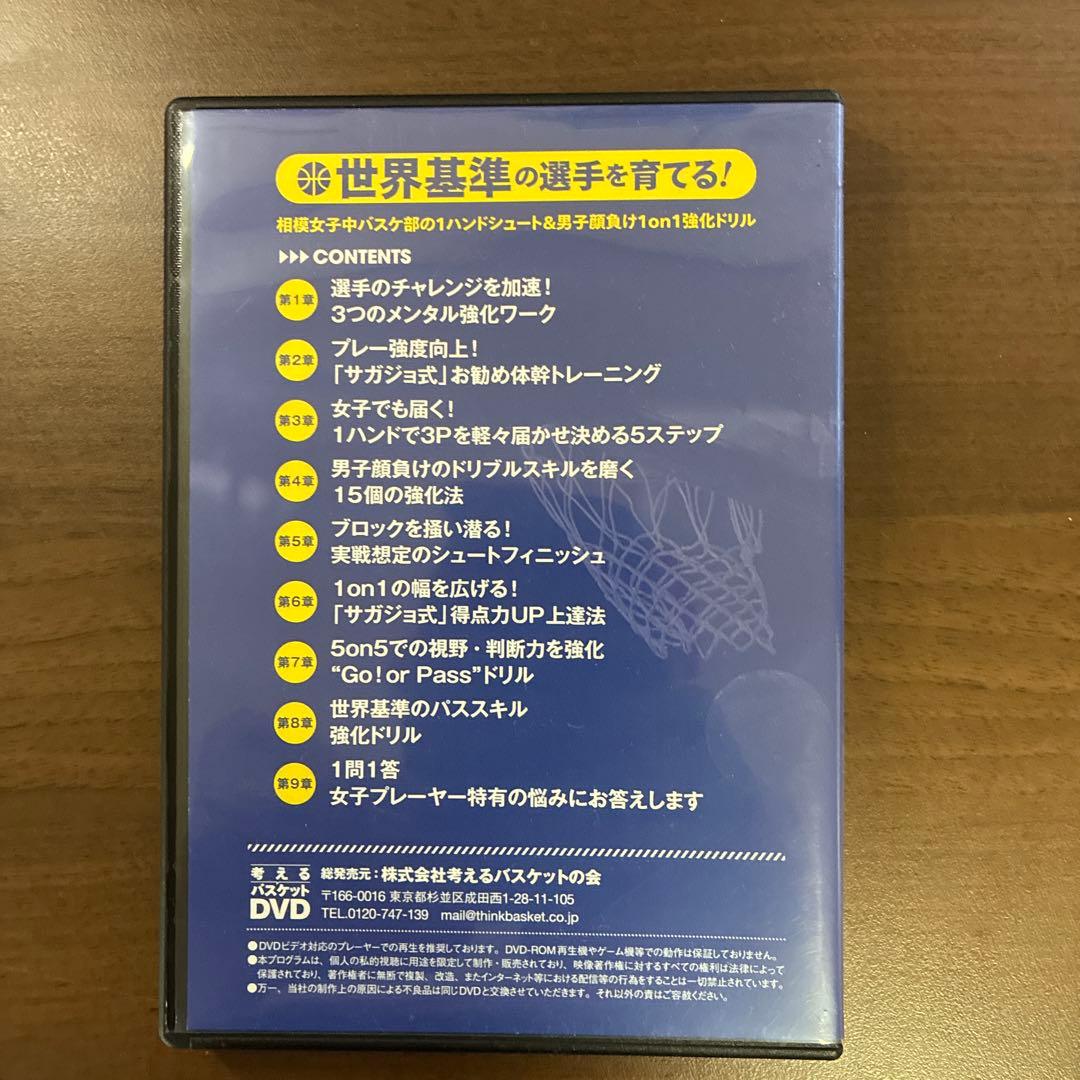 世界基準の選手を育てる!
相模女子中バスケ部の1ハンドシュート&男子顔負け1on1強化ドリル
▶▶▶CONTENTS
第1章 選手のチャレンジを加速!
3つのメンタル強化ワーク
第2章 プレー強度向上!
「サガジョ式」お勧め体幹トレーニング
第3章 女子でも届く!
1ハンドで3Pを軽々届かせ決める5ステップ
第4章 男子顔負けのドリブルスキルを磨く
15個の強化法
第5章 ブロックを掻い潜る!
実戦想定のシュートフィニッシュ
第6章 1on1の幅を広げる!
「サガジョ式」得点力UP上達法
第7章 5on5での視野・判断力を強化
“Go!or Pass”ドリル
第8章 世界基準のパススキル
強化ドリル
第9章 1問1答
女子プレーヤー特有の悩みにお答えします
考える
バスケット
DVD
総発売元:株式会社考えるバスケットの会
〒166-0016 東京都杉並区成田西1-28-11-105
TEL.0120-747-139 mail@thinkbasket.co.jp
●DVDビデオ対応のプレーヤーでの再生を推奨しております。DVD-ROM再生機やゲーム機等での動作は保証しておりません。
●本プログラムは、個人の私的視聴に用途を限定して制作・販売されており、映像著作権に対するすべての権利は法律によって
保護されており、著作権者に無断で複製、改造、またインターネット等における配信等の行為をすることは一切禁止されています。
●万一、当社の制作上の原因による不良品は同じDVDと交換させていただきます。それ以外の責はご容赦ください。